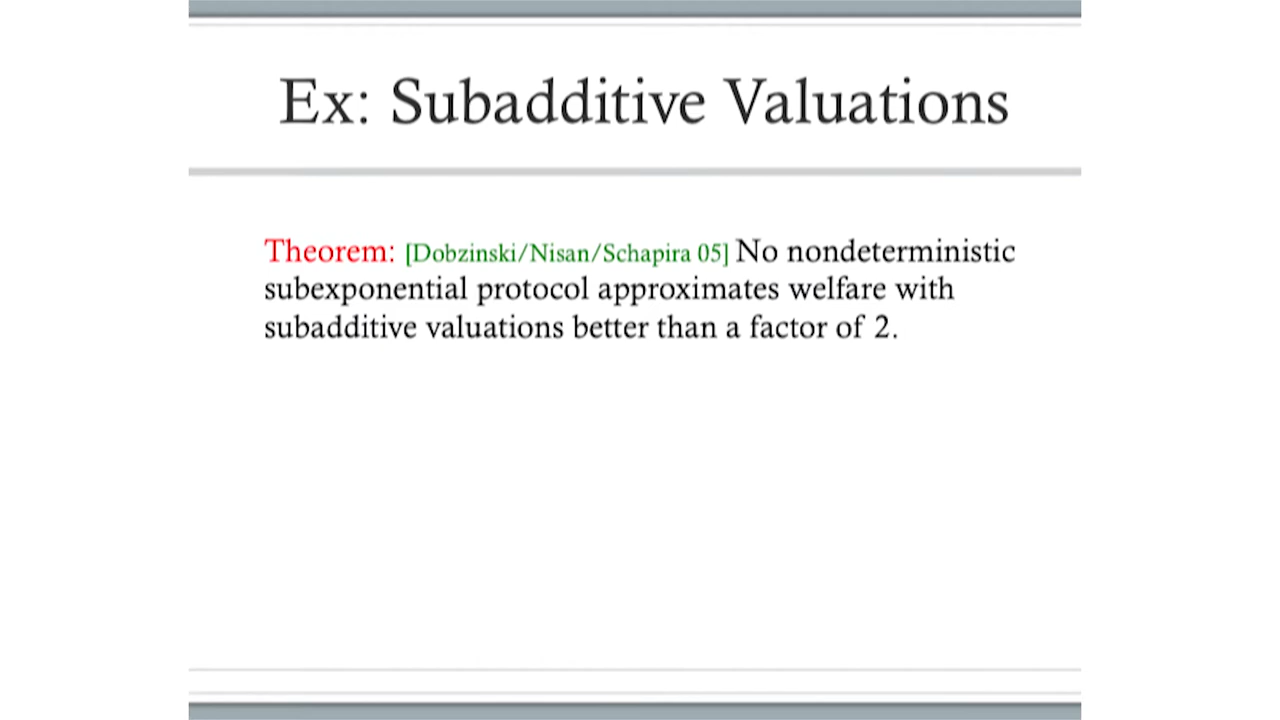 Ex: Subadditive Valuations
Theorem: [Dobzinski/Nisan/Schapira 05] No nondeterministic
subexponential protocol approximates welfare with
subadditive valuations better than a factor of 2.